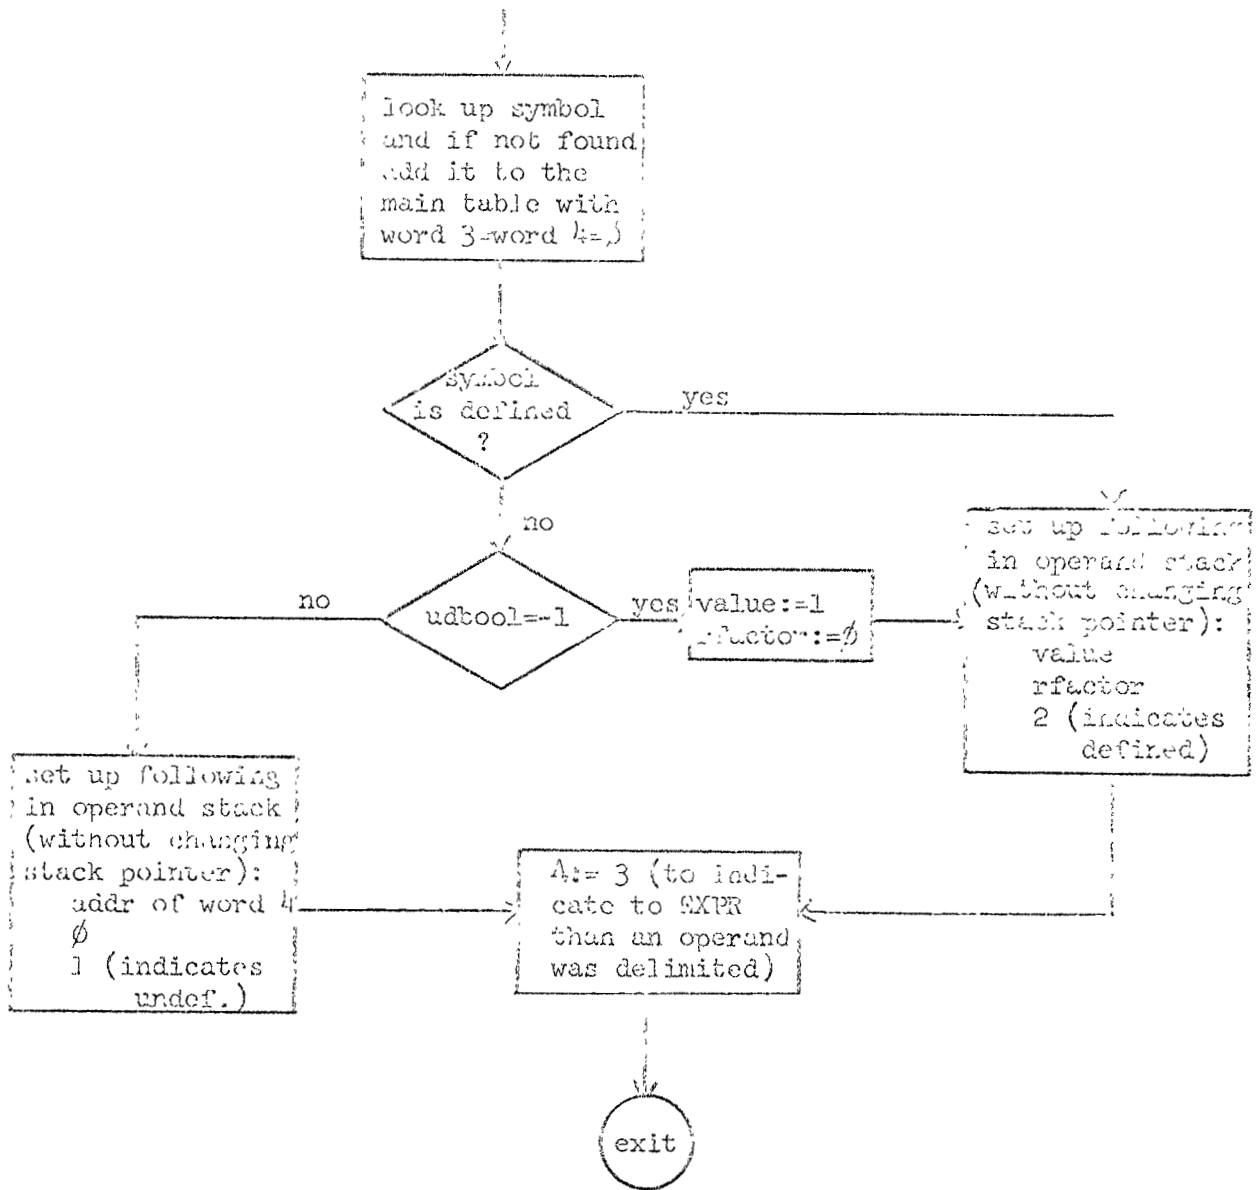 look up symbol
and if not found
add it to the
main table with
word 3-word 4=
symbol
is defined
?
yes
no
udbool=-1
no
yes
value:=1
rfactor:=∅
set up following
in operand stack
(without changing
stack pointer):
value
rfactor
2 (indicates
defined)
set up following
in operand stack
(without changing
stack pointer):
addr of word 4
∅
1 (indicates
undef.)
A:= 3 (to indi-
cate to EXPR
than an operand
was delimited)
exit